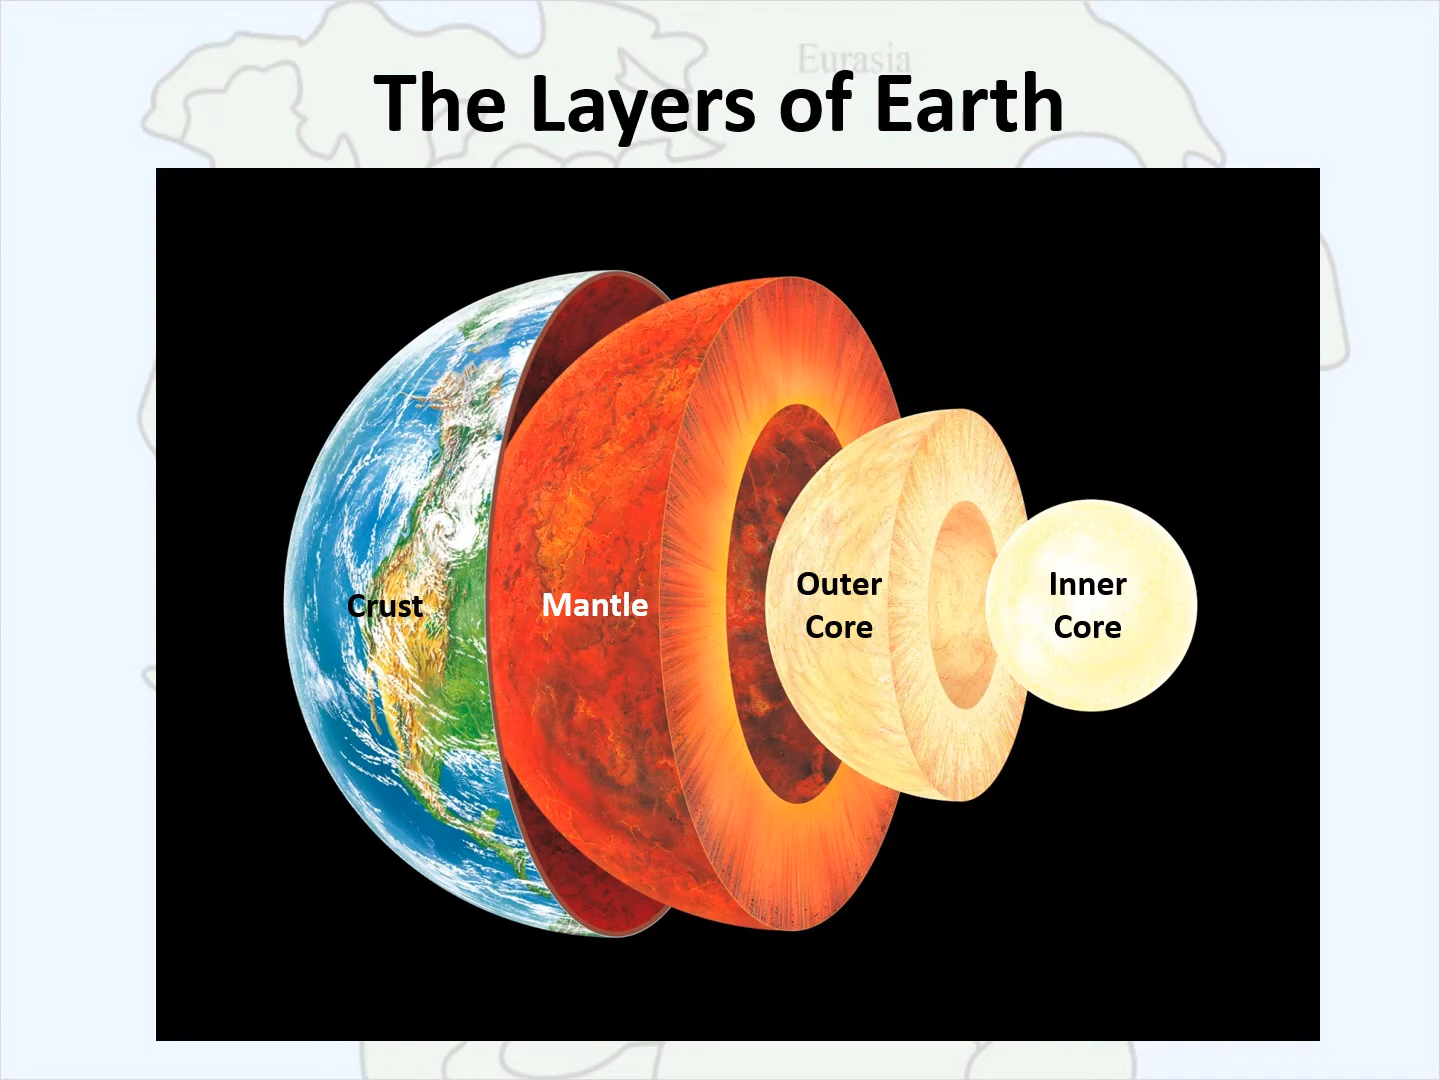 Eurasia
The Layers of Earth
Crust
Mantle
Outer
Core
Inner
Core